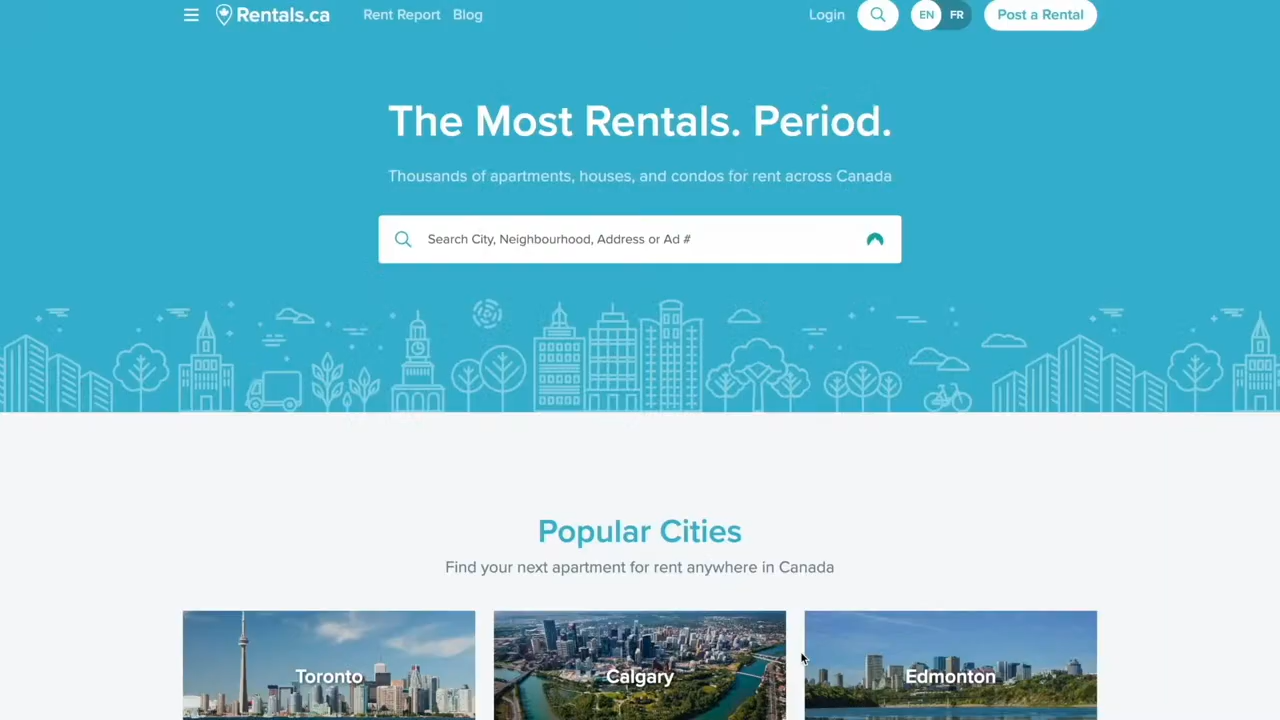 Rentals.ca
Rent Report
Blog
Login
EN
FR
Post a Rental
The Most Rentals. Period.
Thousands of apartments, houses, and condos for rent across Canada
Search City, Neighbourhood, Address or Ad #
Popular Cities
Find your next apartment for rent anywhere in Canada
Toronto
Calgary
Edmonton